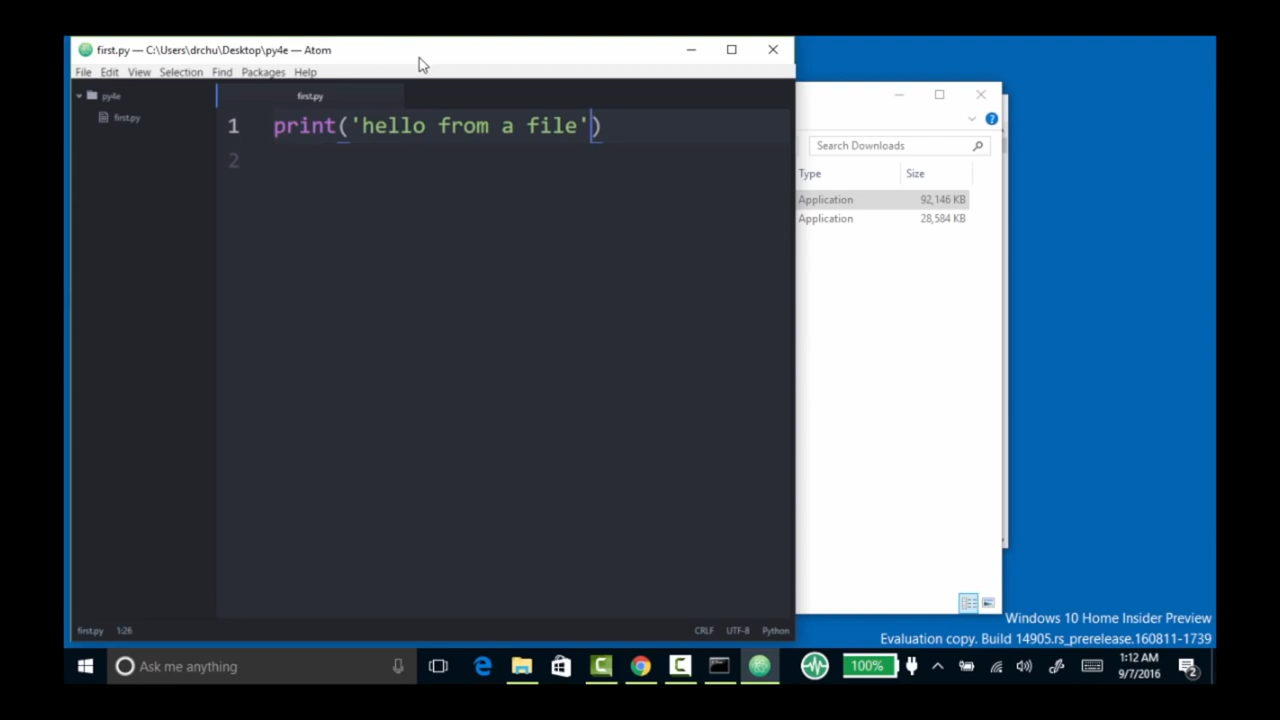 first.py — C:\Users\drchu\Desktop\py4e — Atom
File Edit View Selection Find Packages Help
py4e
first.py
first.py
1 print('hello from a file')
2
first.py 1:26
CRLF UTF-8 Python
Search Downloads
Type Size
Application 92,146 KB
Application 28,584 KB
Windows 10 Home Insider Preview
Evaluation copy. Build 14905.rs_prerelease.160811-1739
Ask me anything
100%
1:12 AM
9/7/2016
2